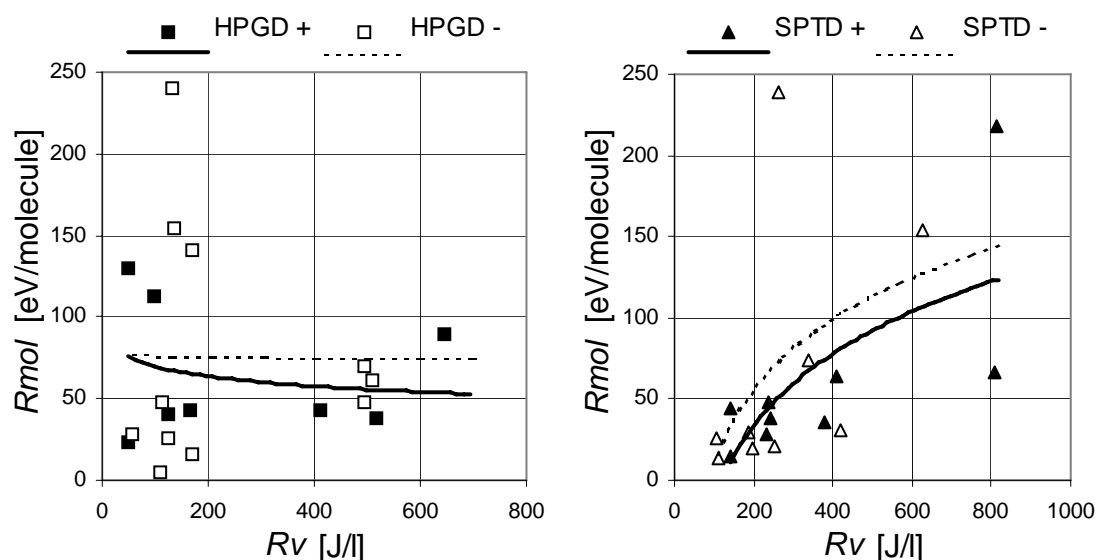 HPGD + HPGD -
250
200
150
100
50
0
0 200 400 600 800
Rmol [eV/molecule]
Rv [J/l]
SPTD + SPTD -
250
200
150
100
50
0
0 200 400 600 800 1000
Rmol [eV/molecule]
Rv [J/l]